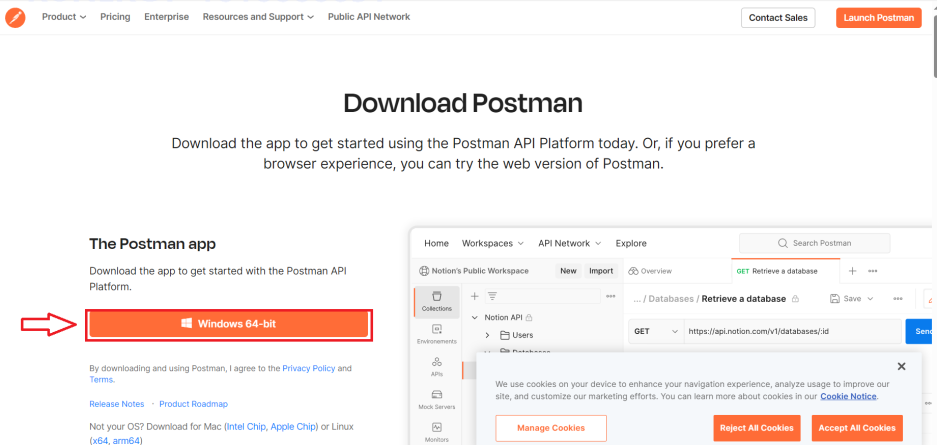 Product Pricing Enterprise Resources and Support Public API Network Contact Sales Launch Postman
Download Postman
Download the app to get started using the Postman API Platform today. Or, if you prefer a
browser experience, you can try the web version of Postman.
The Postman app
Download the app to get started with the Postman API
Platform.
Windows 64-bit
By downloading and using Postman, I agree to the Privacy Policy and
Terms.
Release Notes · Product Roadmap
Not your OS? Download for Mac (Intel Chip, Apple Chip) or Linux
(x64, arm64)
Home Workspaces API Network Explore Search Postman
Notion's Public Workspace New Import Overview GET Retrieve a database
Collections
Environements
APIs
Mock Servers
Monitors
Notion API
Users
Databases
... / Databases / Retrieve a database Save
GET https://api.notion.com/v1/databases/:id Send
We use cookies on your device to enhance your navigation experience, analyze usage to improve our
site, and customize our marketing efforts. You can learn more about cookies in our Cookie Notice.
Manage Cookies Reject All Cookies Accept All Cookies